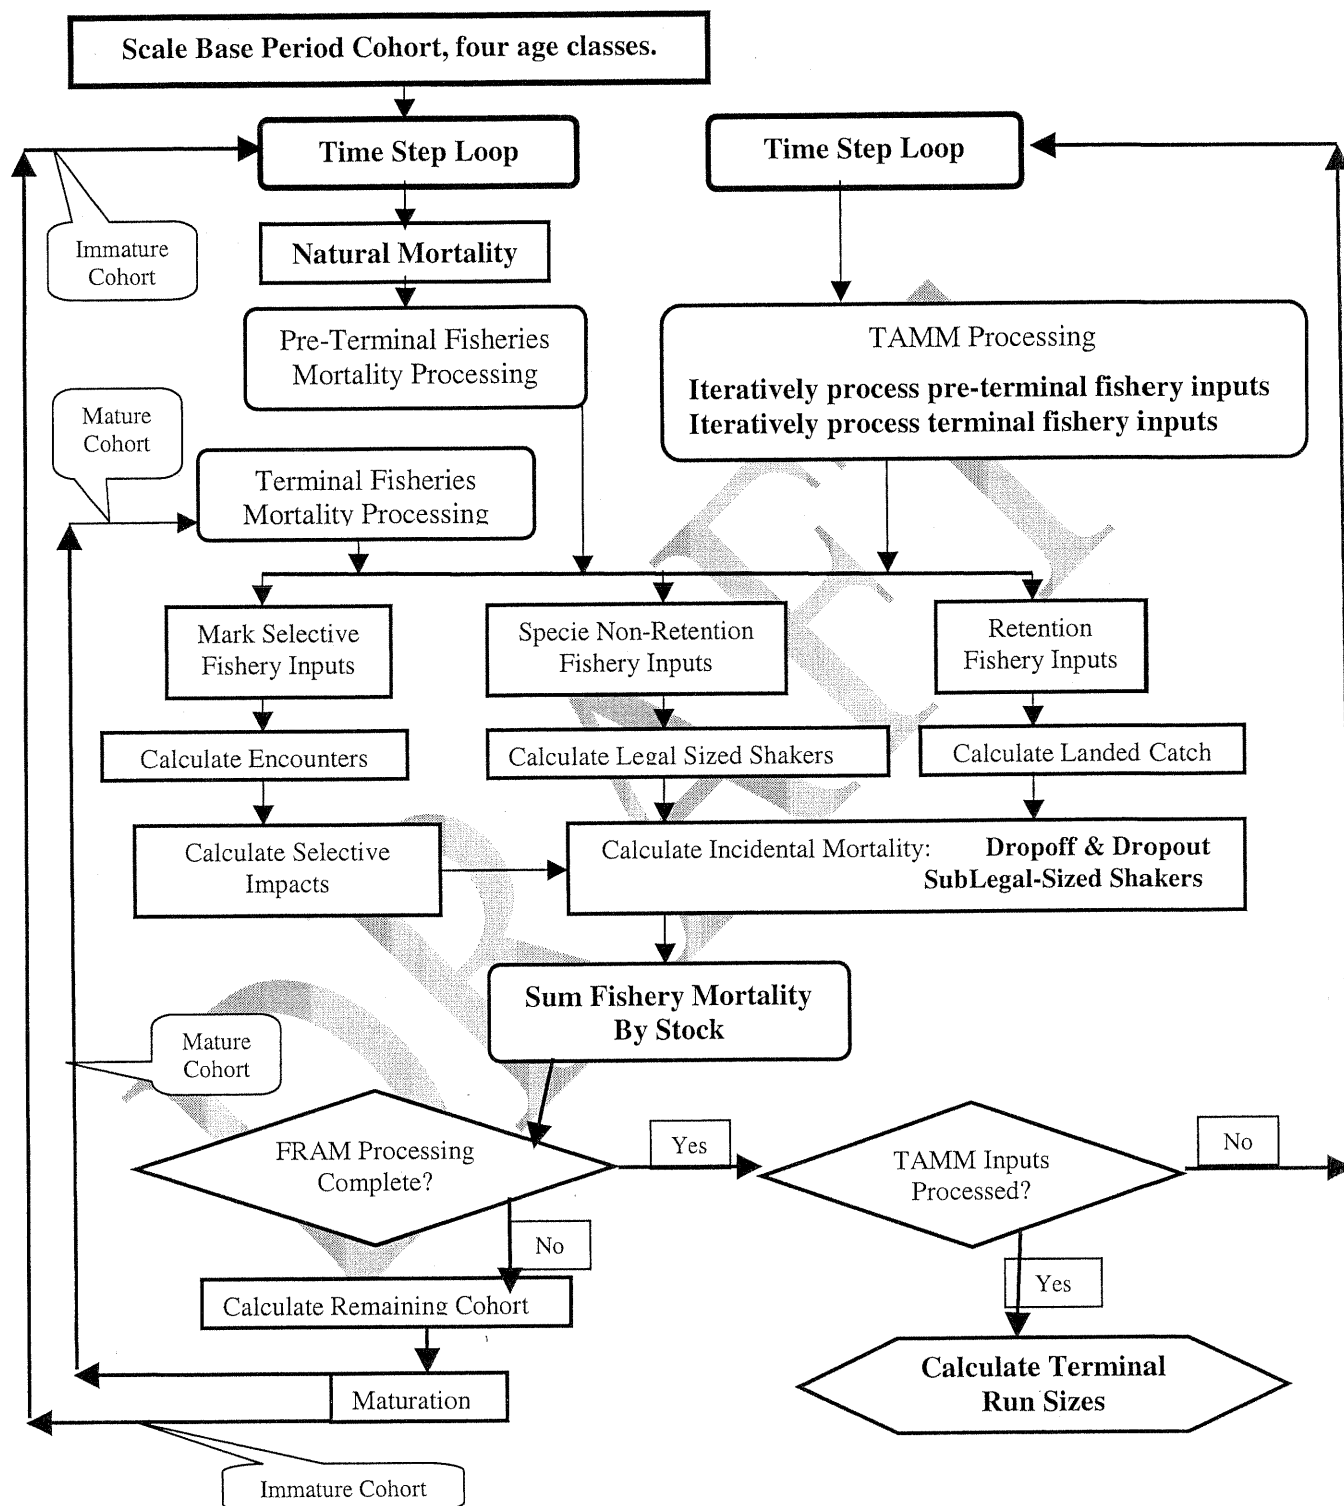 Scale Base Period Cohort, four age classes.
Time Step Loop
Time Step Loop
Immature
Cohort
Natural Mortality
Pre-Terminal Fisheries
Mortality Processing
TAMM Processing
Iteratively process pre-terminal fishery inputs
Iteratively process terminal fishery inputs
Mature
Cohort
Terminal Fisheries
Mortality Processing
Mark Selective
Fishery Inputs
Specie Non-Retention
Fishery Inputs
Retention
Fishery Inputs
Calculate Encounters
Calculate Legal Sized Shakers
Calculate Landed Catch
Calculate Selective
Impacts
Calculate Incidental Mortality: Dropoff & Dropout
SubLegal-Sized Shakers
Sum Fishery Mortality
By Stock
Mature
Cohort
FRAM Processing
Complete?
Yes
TAMM Inputs
Processed?
No
No
Yes
Calculate Remaining Cohort
Maturation
Calculate Terminal
Run Sizes
Immature Cohort
DRAFT